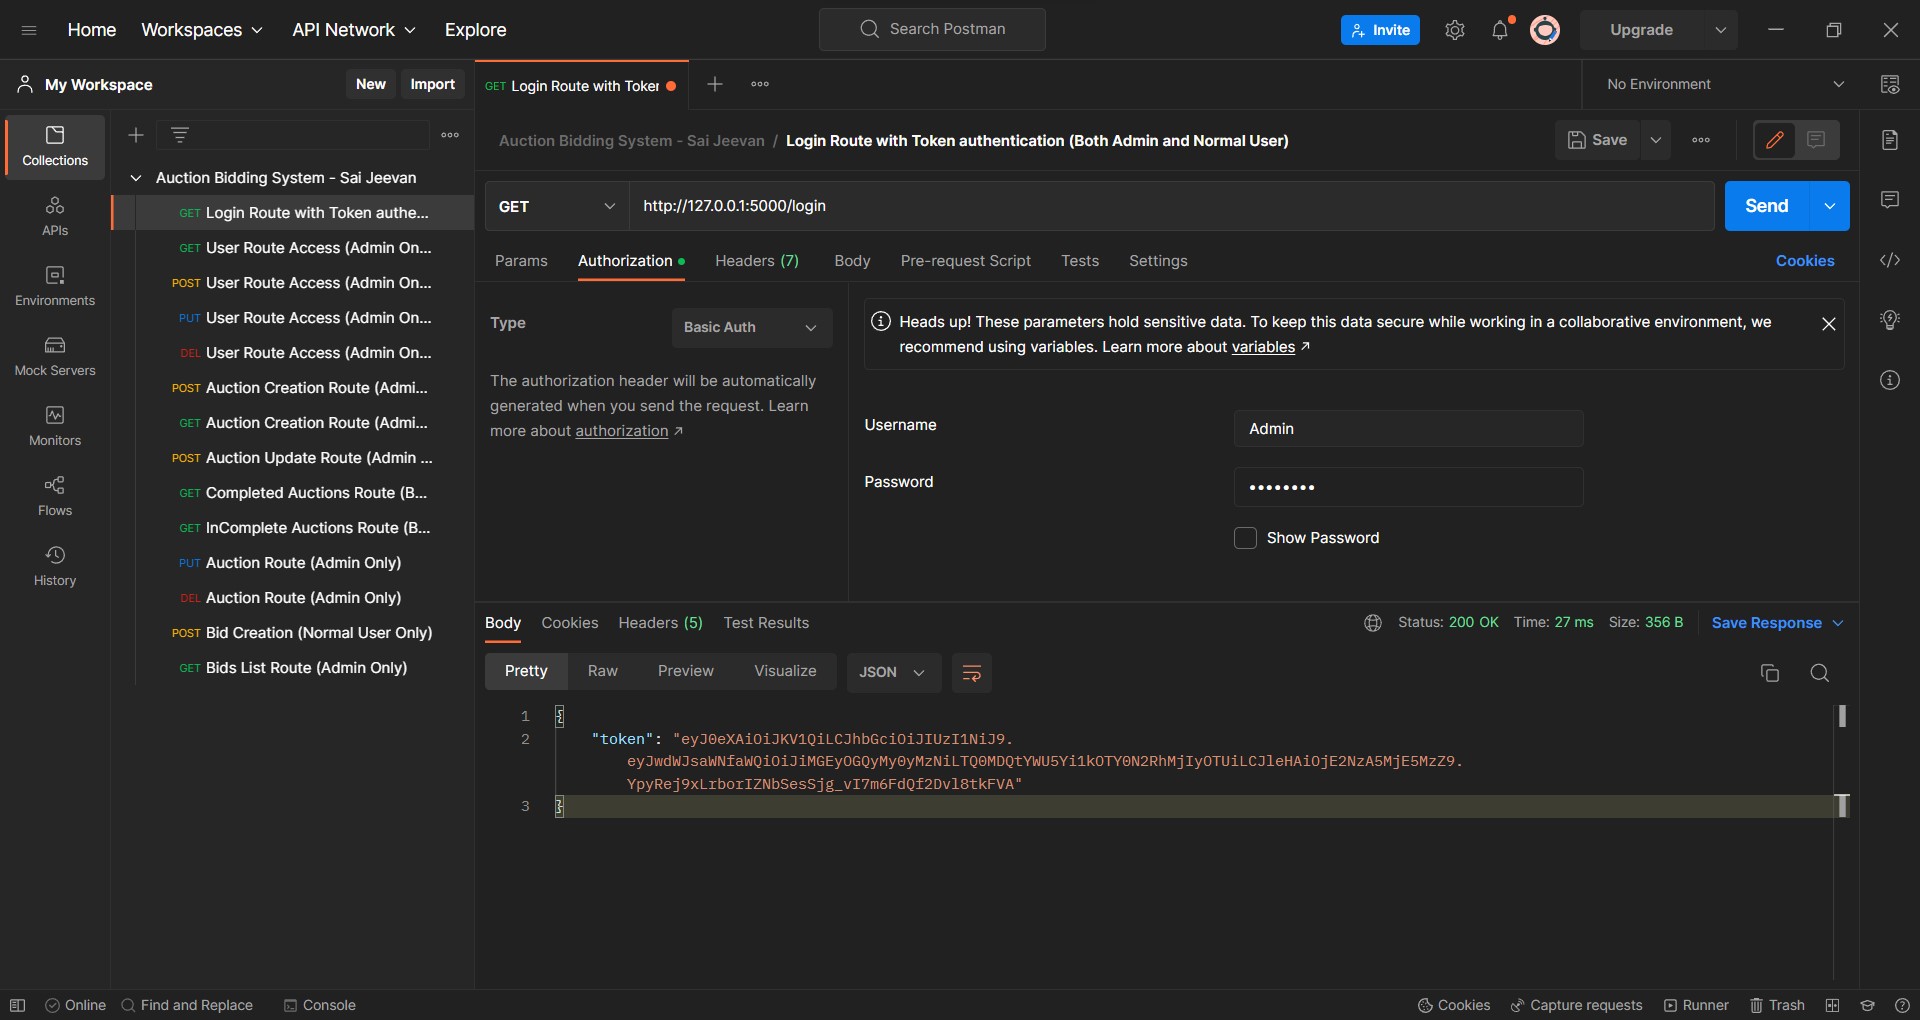 Home
Workspaces
API Network
Explore
Search Postman
Invite
Upgrade
My Workspace
New
Import
GET Login Route with Toker
No Environment
Collections
APIs
Environments
Mock Servers
Monitors
Flows
History
Auction Bidding System - Sai Jeevan
GET Login Route with Token authe...
GET User Route Access (Admin On...
POST User Route Access (Admin On...
PUT User Route Access (Admin On...
DEL User Route Access (Admin On...
POST Auction Creation Route (Admi...
GET Auction Creation Route (Admi...
POST Auction Update Route (Admin ...
GET Completed Auctions Route (B...
GET InComplete Auctions Route (B...
PUT Auction Route (Admin Only)
DEL Auction Route (Admin Only)
POST Bid Creation (Normal User Only)
GET Bids List Route (Admin Only)
Auction Bidding System - Sai Jeevan / Login Route with Token authentication (Both Admin and Normal User)
Save
GET
http://127.0.0.1:5000/login
Send
Params
Authorization
Headers (7)
Body
Pre-request Script
Tests
Settings
Cookies
Type
Basic Auth
The authorization header will be automatically
generated when you send the request. Learn
more about authorization ↗
Heads up! These parameters hold sensitive data. To keep this data secure while working in a collaborative environment, we
recommend using variables. Learn more about variables ↗
Username
Admin
Password
••••••••
Show Password
Body
Cookies
Headers (5)
Test Results
Status: 200 OK
Time: 27 ms
Size: 356 B
Save Response
Pretty
Raw
Preview
Visualize
JSON
1 {
2 "token": "eyJ0eXAiOiJKV1QiLCJhbGciOiJIUzI1NiJ9.
eyJwdWJsaWNfaWQiOiJiMGEyOGQyMy0yMzNiLTQ0MDQtYWU5Yi1kOTY0N2RhMjIyOTUiLCJleHAiOjE2NzA5MjE5MzZ9.
YpyRej9xLrborIZNbSesSjg_vI7m6FdQf2Dvl8tkFVA"
3 }
Online
Find and Replace
Console
Cookies
Capture requests
Runner
Trash